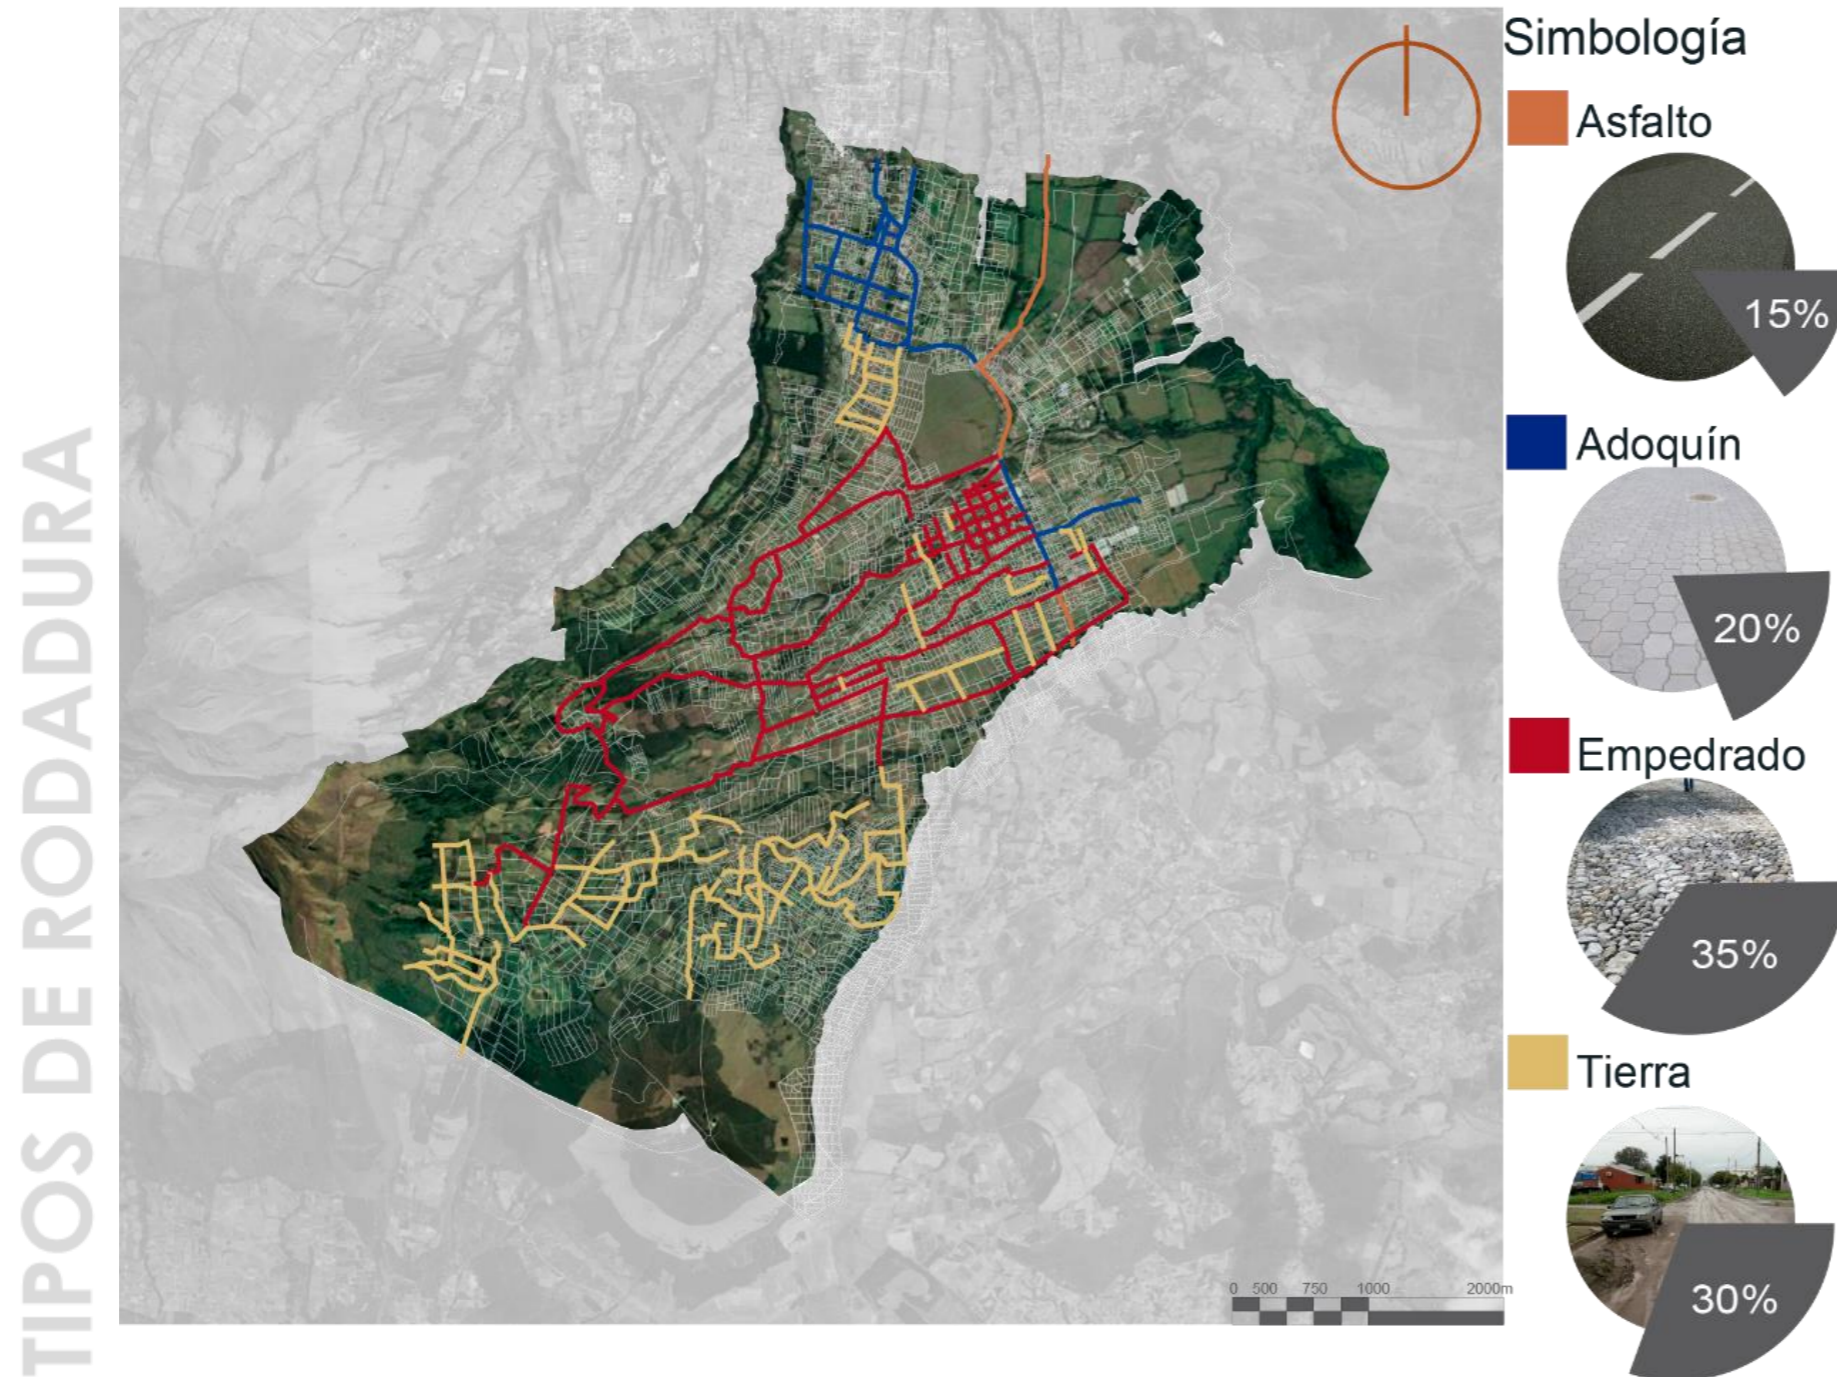 TIPOS DE RODADURA
Simbología
Asfalto
15%
Adoquín
20%
Empedrado
35%
Tierra
30%
0 500 750 1000 2000m